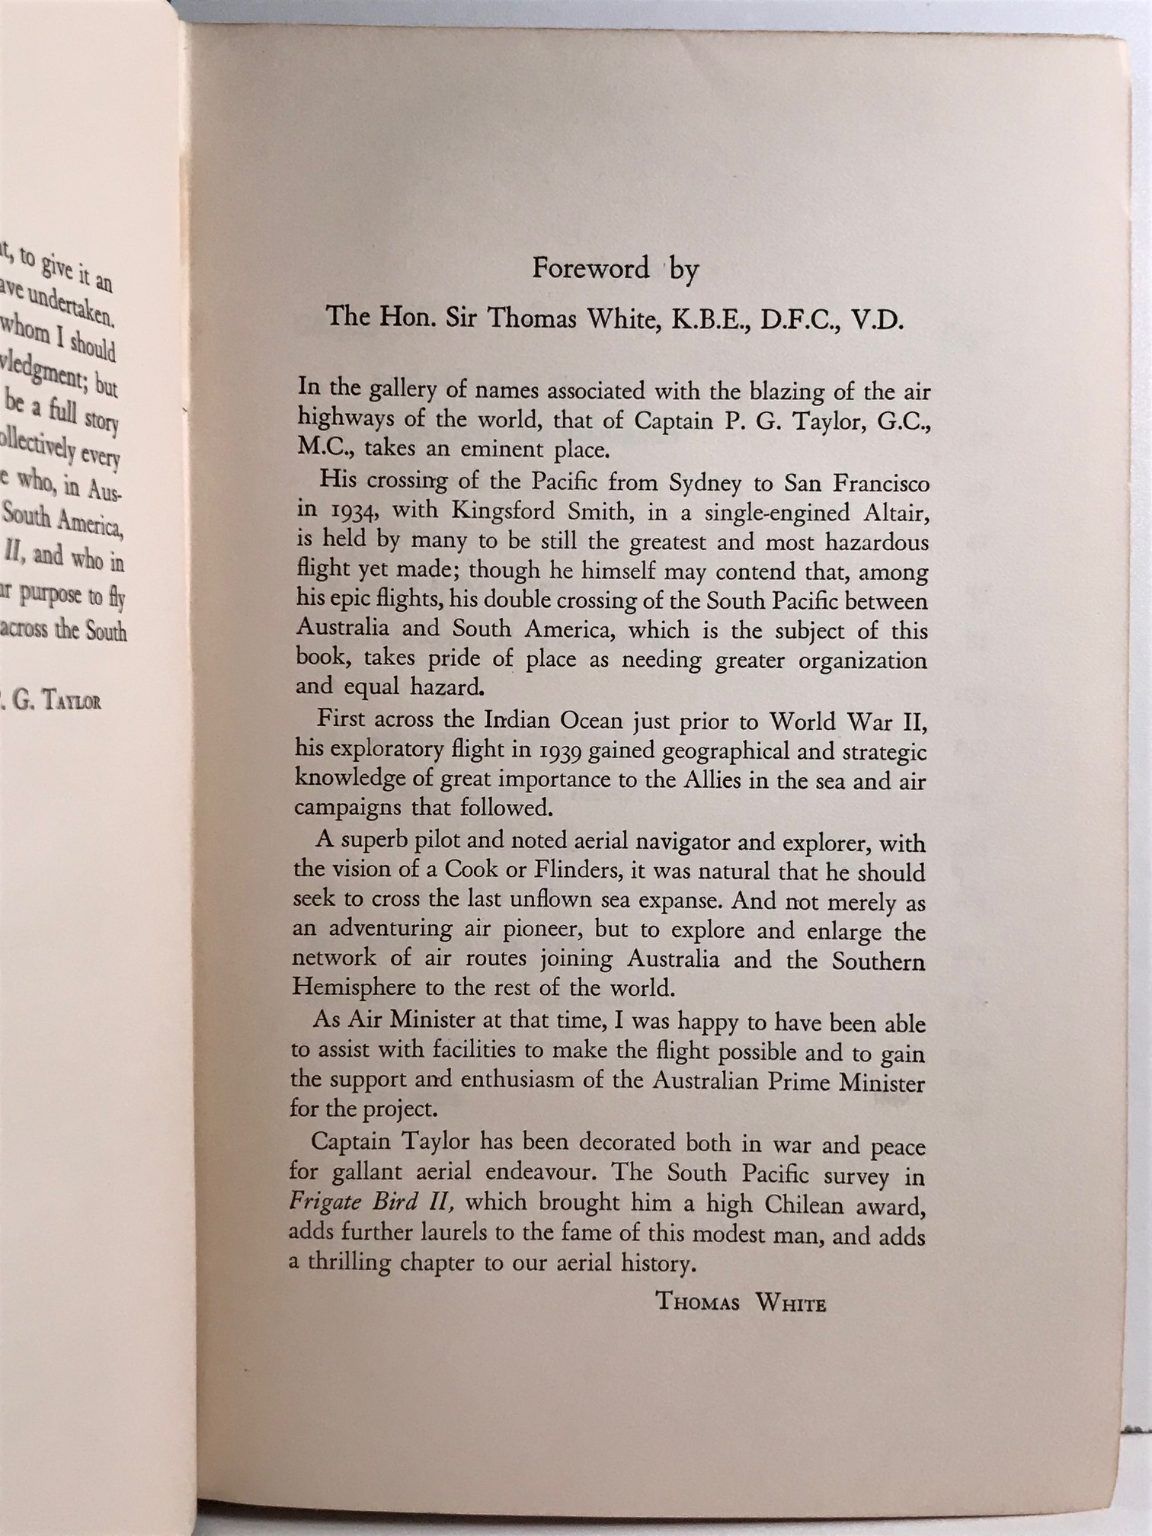 t, to give it an
ave undertaken.
whom I should
wledgment; but
be a full story
ollectively every
e who, in Aus-
South America,
II, and who in
ur purpose to fly
across the South
P. G. TAYLOR
Foreword by
The Hon. Sir Thomas White, K.B.E., D.F.C., V.D.
In the gallery of names associated with the blazing of the air
highways of the world, that of Captain P. G. Taylor, G.C.,
M.C., takes an eminent place.
His crossing of the Pacific from Sydney to San Francisco
in 1934, with Kingsford Smith, in a single-engined Altair,
is held by many to be still the greatest and most hazardous
flight yet made; though he himself may contend that, among
his epic flights, his double crossing of the South Pacific between
Australia and South America, which is the subject of this
book, takes pride of place as needing greater organization
and equal hazard.
First across the Indian Ocean just prior to World War II,
his exploratory flight in 1939 gained geographical and strategic
knowledge of great importance to the Allies in the sea and air
campaigns that followed.
A superb pilot and noted aerial navigator and explorer, with
the vision of a Cook or Flinders, it was natural that he should
seek to cross the last unflown sea expanse. And not merely as
an adventuring air pioneer, but to explore and enlarge the
network of air routes joining Australia and the Southern
Hemisphere to the rest of the world.
As Air Minister at that time, I was happy to have been able
to assist with facilities to make the flight possible and to gain
the support and enthusiasm of the Australian Prime Minister
for the project.
Captain Taylor has been decorated both in war and peace
for gallant aerial endeavour. The South Pacific survey in
Frigate Bird II, which brought him a high Chilean award,
adds further laurels to the fame of this modest man, and adds
a thrilling chapter to our aerial history.
THOMAS WHITE